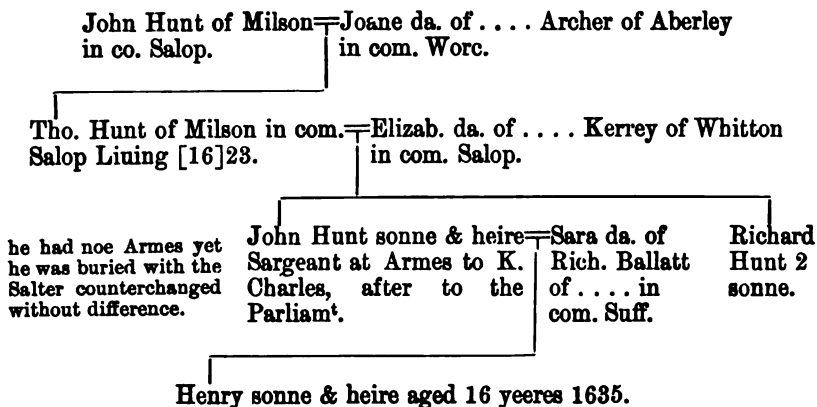 John Hunt of Milson=Joane da. of .... Archer of Aberley
in co. Salop. in com. Worc.
Tho. Hunt of Milson in com.=Elizab. da. of .... Kerrey of Whitton
Salop Liuing [16]23. in com. Salop.
he had noe Armes yet
he was buried with the
Salter counterchanged
without difference.
John Hunt sonne & heire=
Sargeant at Armes to K.
Charles, after to the
Parliamᵗ.
Sara da. of
Rich. Ballatt
of .... in
com. Suff.
Richard
Hunt 2
sonne.
Henry sonne & heire aged 16 yeeres 1635.